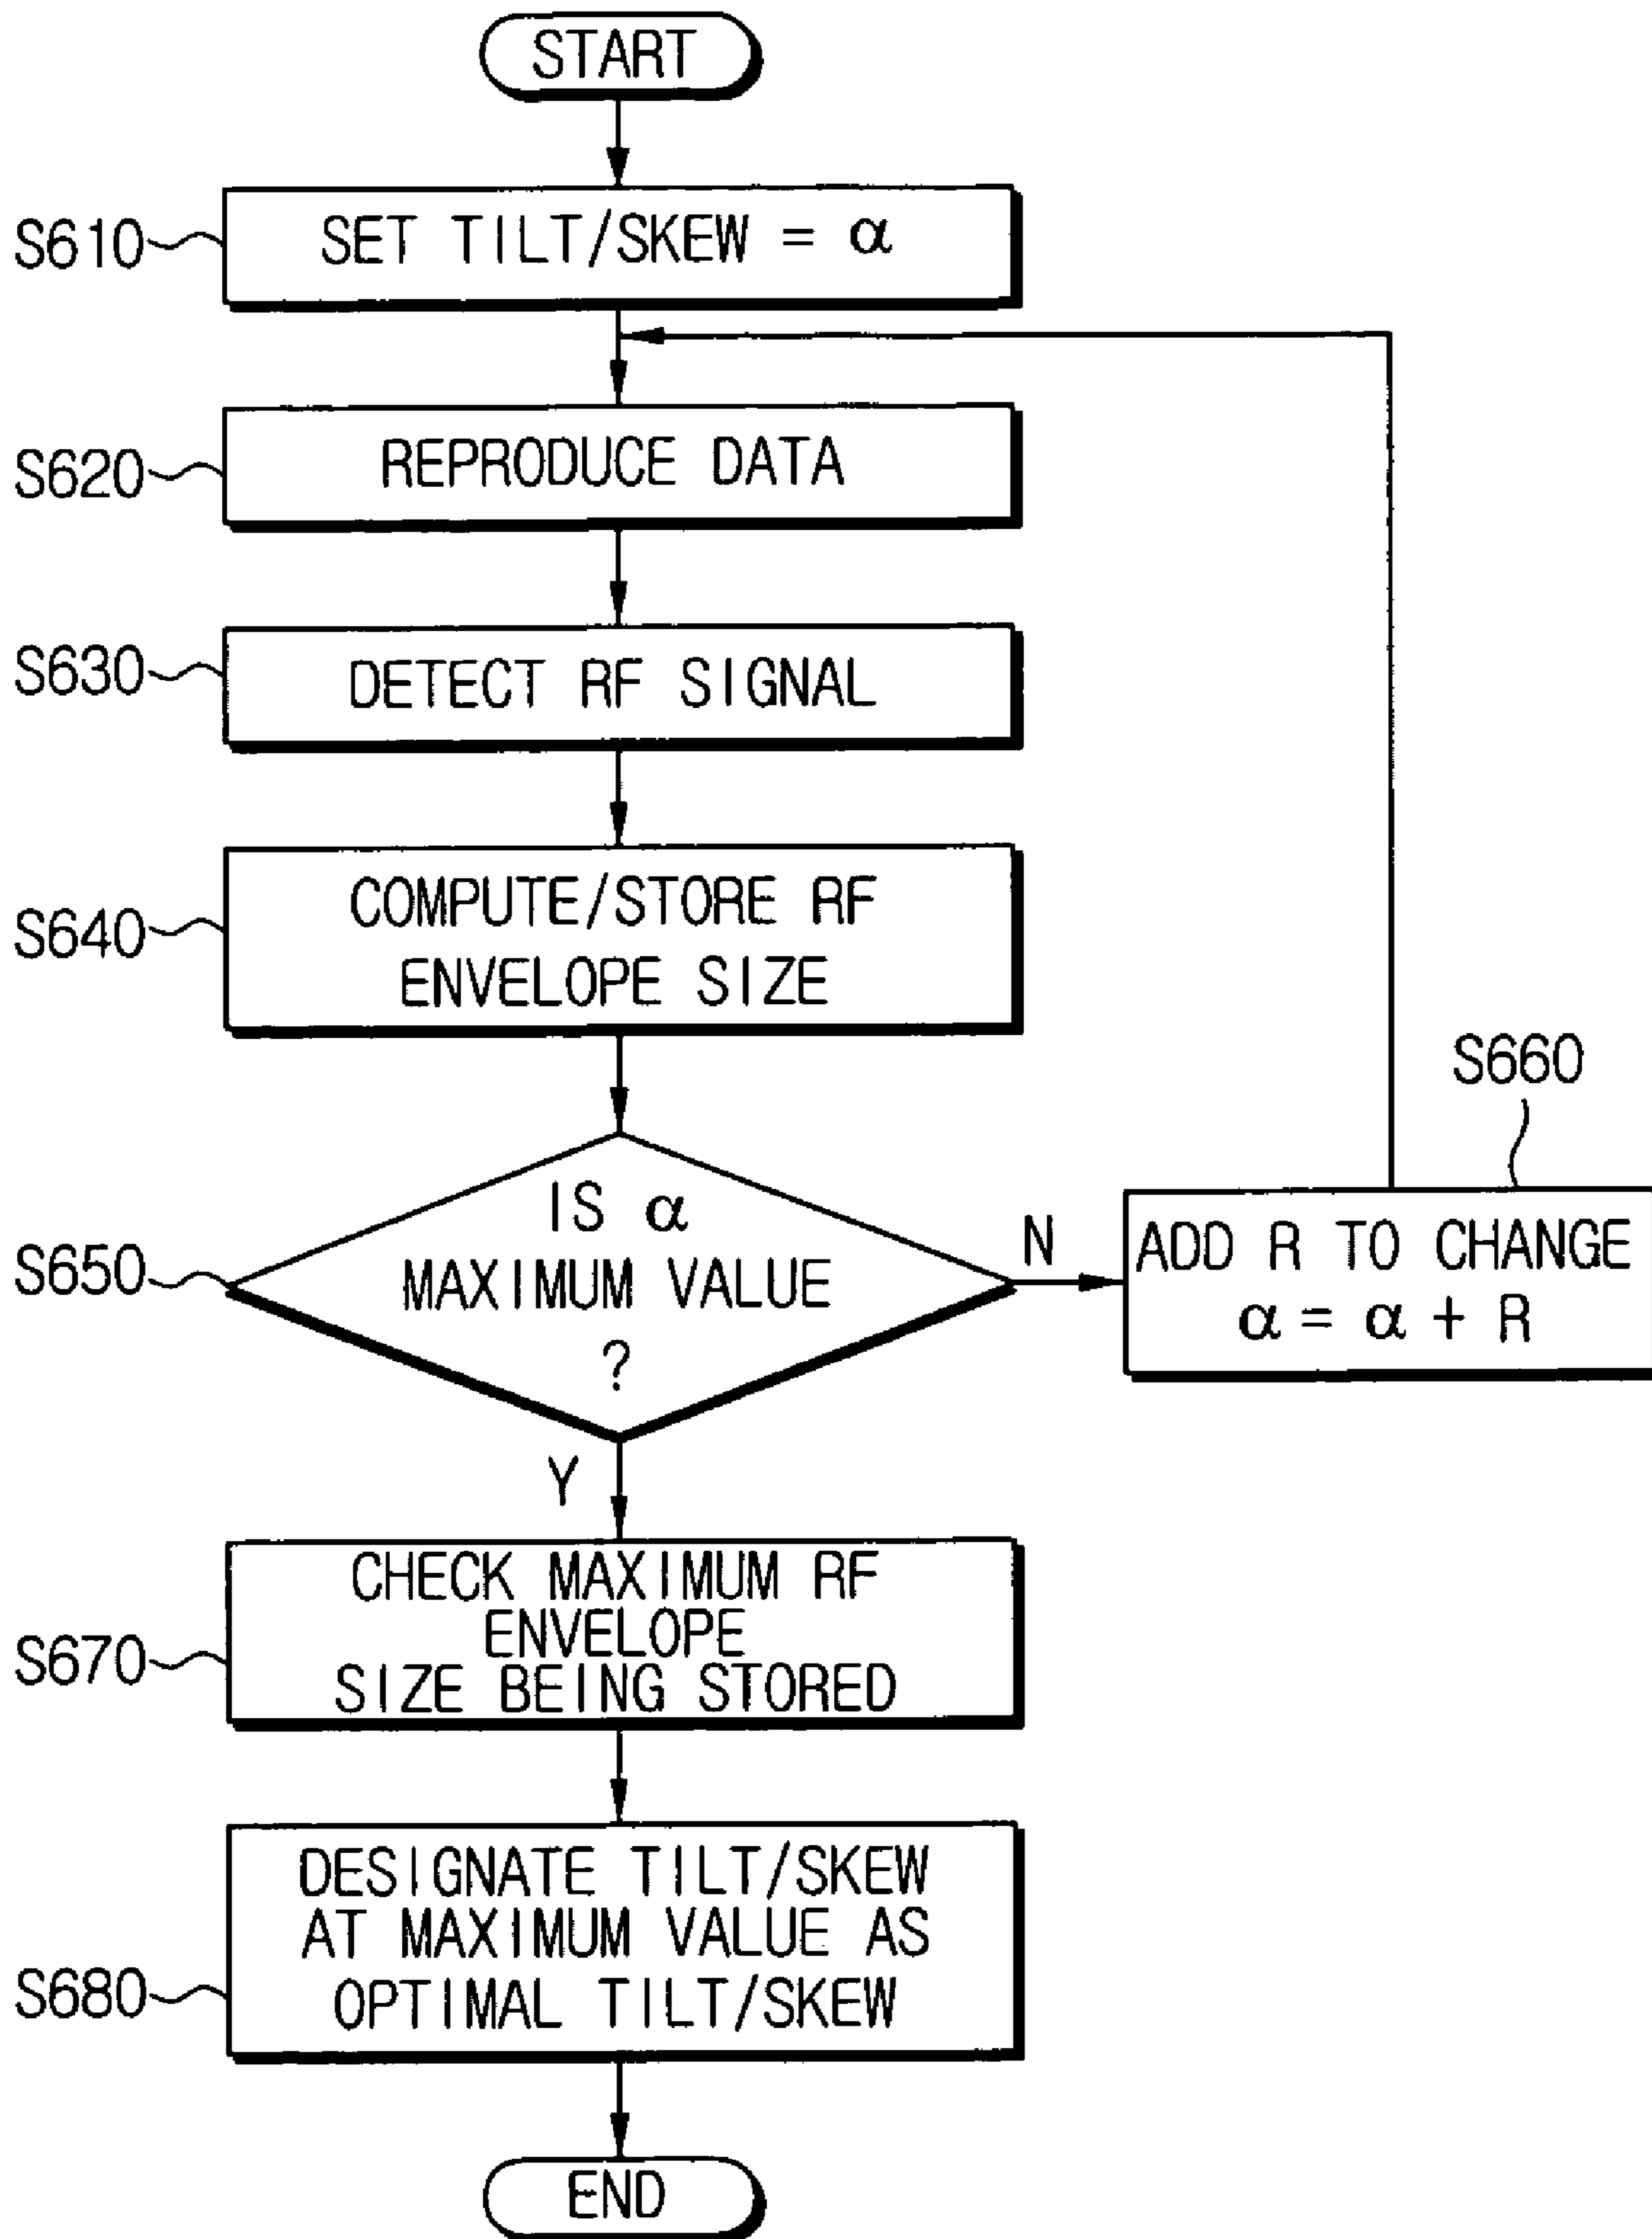 START
S610
SET TILT/SKEW = α
S620
REPRODUCE DATA
S630
DETECT RF SIGNAL
S640
COMPUTE/STORE RF
ENVELOPE SIZE
S650
IS α
MAXIMUM VALUE
?
N
S660
ADD R TO CHANGE
α = α + R
Y
S670
CHECK MAXIMUM RF
ENVELOPE
SIZE BEING STORED
S680
DESIGNATE TILT/SKEW
AT MAXIMUM VALUE AS
OPTIMAL TILT/SKEW
END